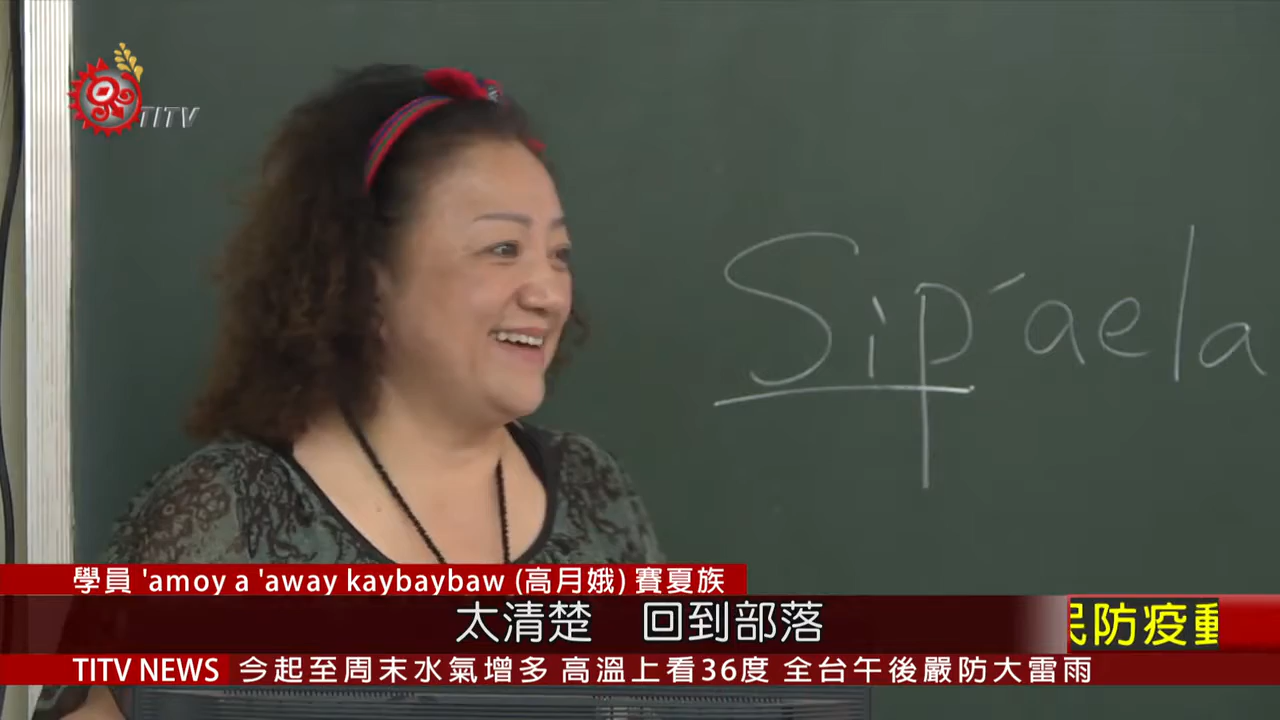 TITV
Sip'aela
學員 'amoy a 'away kaybaybaw (高月娥) 賽夏族
太清楚 回到部落
民防疫重
TITV NEWS 今起至周末水氣增多 高溫上看36度 全台午後嚴防大雷雨